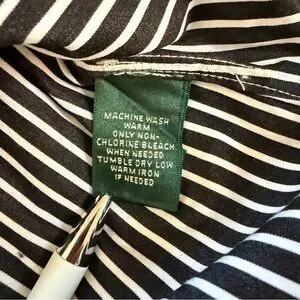 MACHINE WASH
WARM
ONLY NON-
CHLORINE BLEACH
WHEN NEEDED
TUMBLE DRY LOW
WARM IRON
IF NEEDED